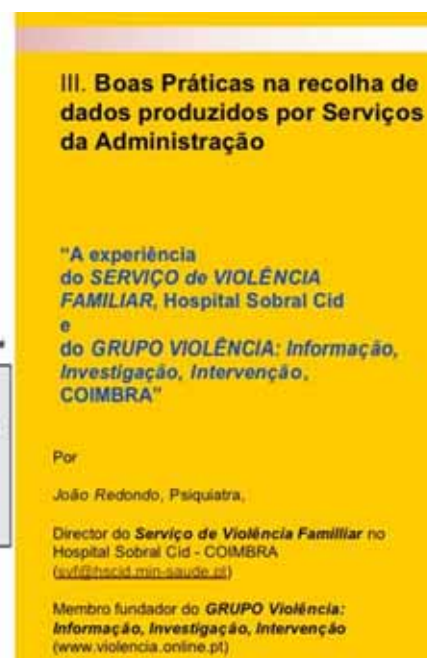 III. Boas Práticas na recolha de
dados produzidos por Serviços
da Administração
"A experiência
do SERVIÇO de VIOLÊNCIA
FAMILIAR, Hospital Sobral Cid
e
do GRUPO VIOLÊNCIA: Informação,
Investigação, Intervenção,
COIMBRA"
Por
João Redondo, Psiquiatra,
Director do Serviço de Violência Familliar no
Hospital Sobral Cid - COIMBRA
(svf@hscid.min-saude.pt)
Membro fundador do GRUPO Violência:
Informação, Investigação, Intervenção
(www.violencia.online.pt)